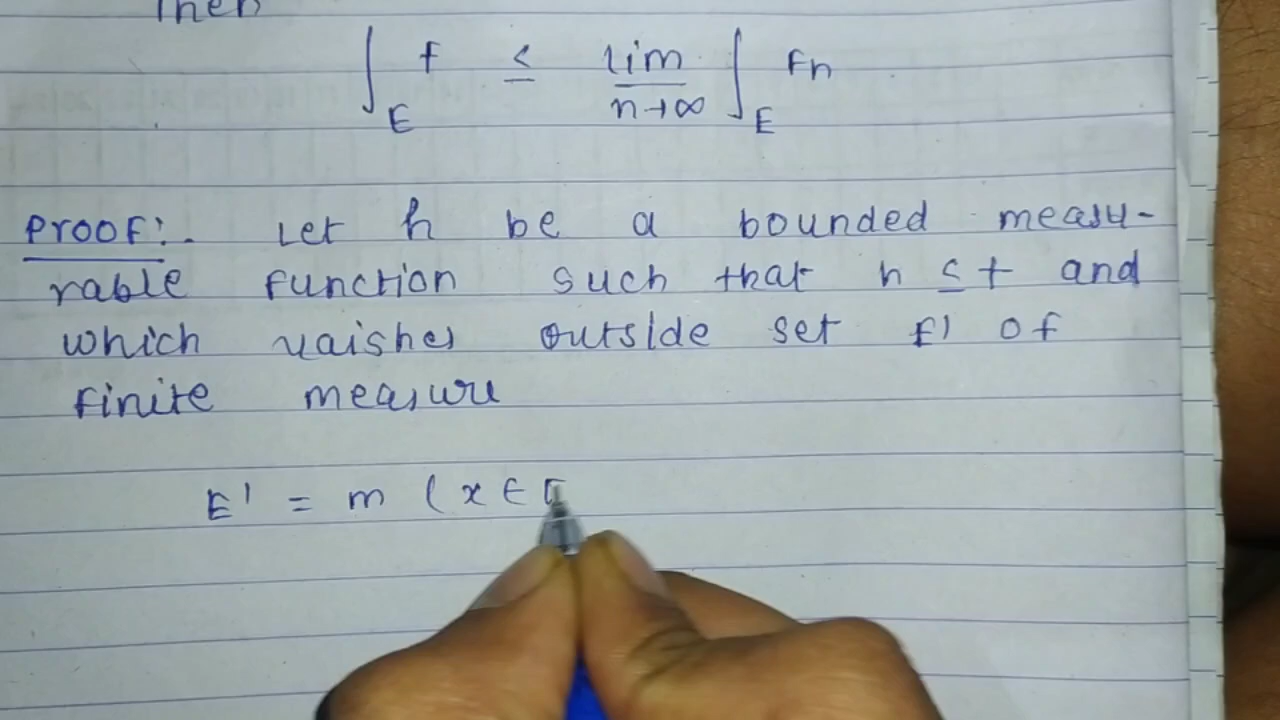 Then
∫_E f ≤ lim_{n→∞} ∫_E fn
Proof:- Let h be a bounded measu-
rable function such that h ≤ f and
which vaishes outside set E' of
finite measure
E' = m (x ∈ E